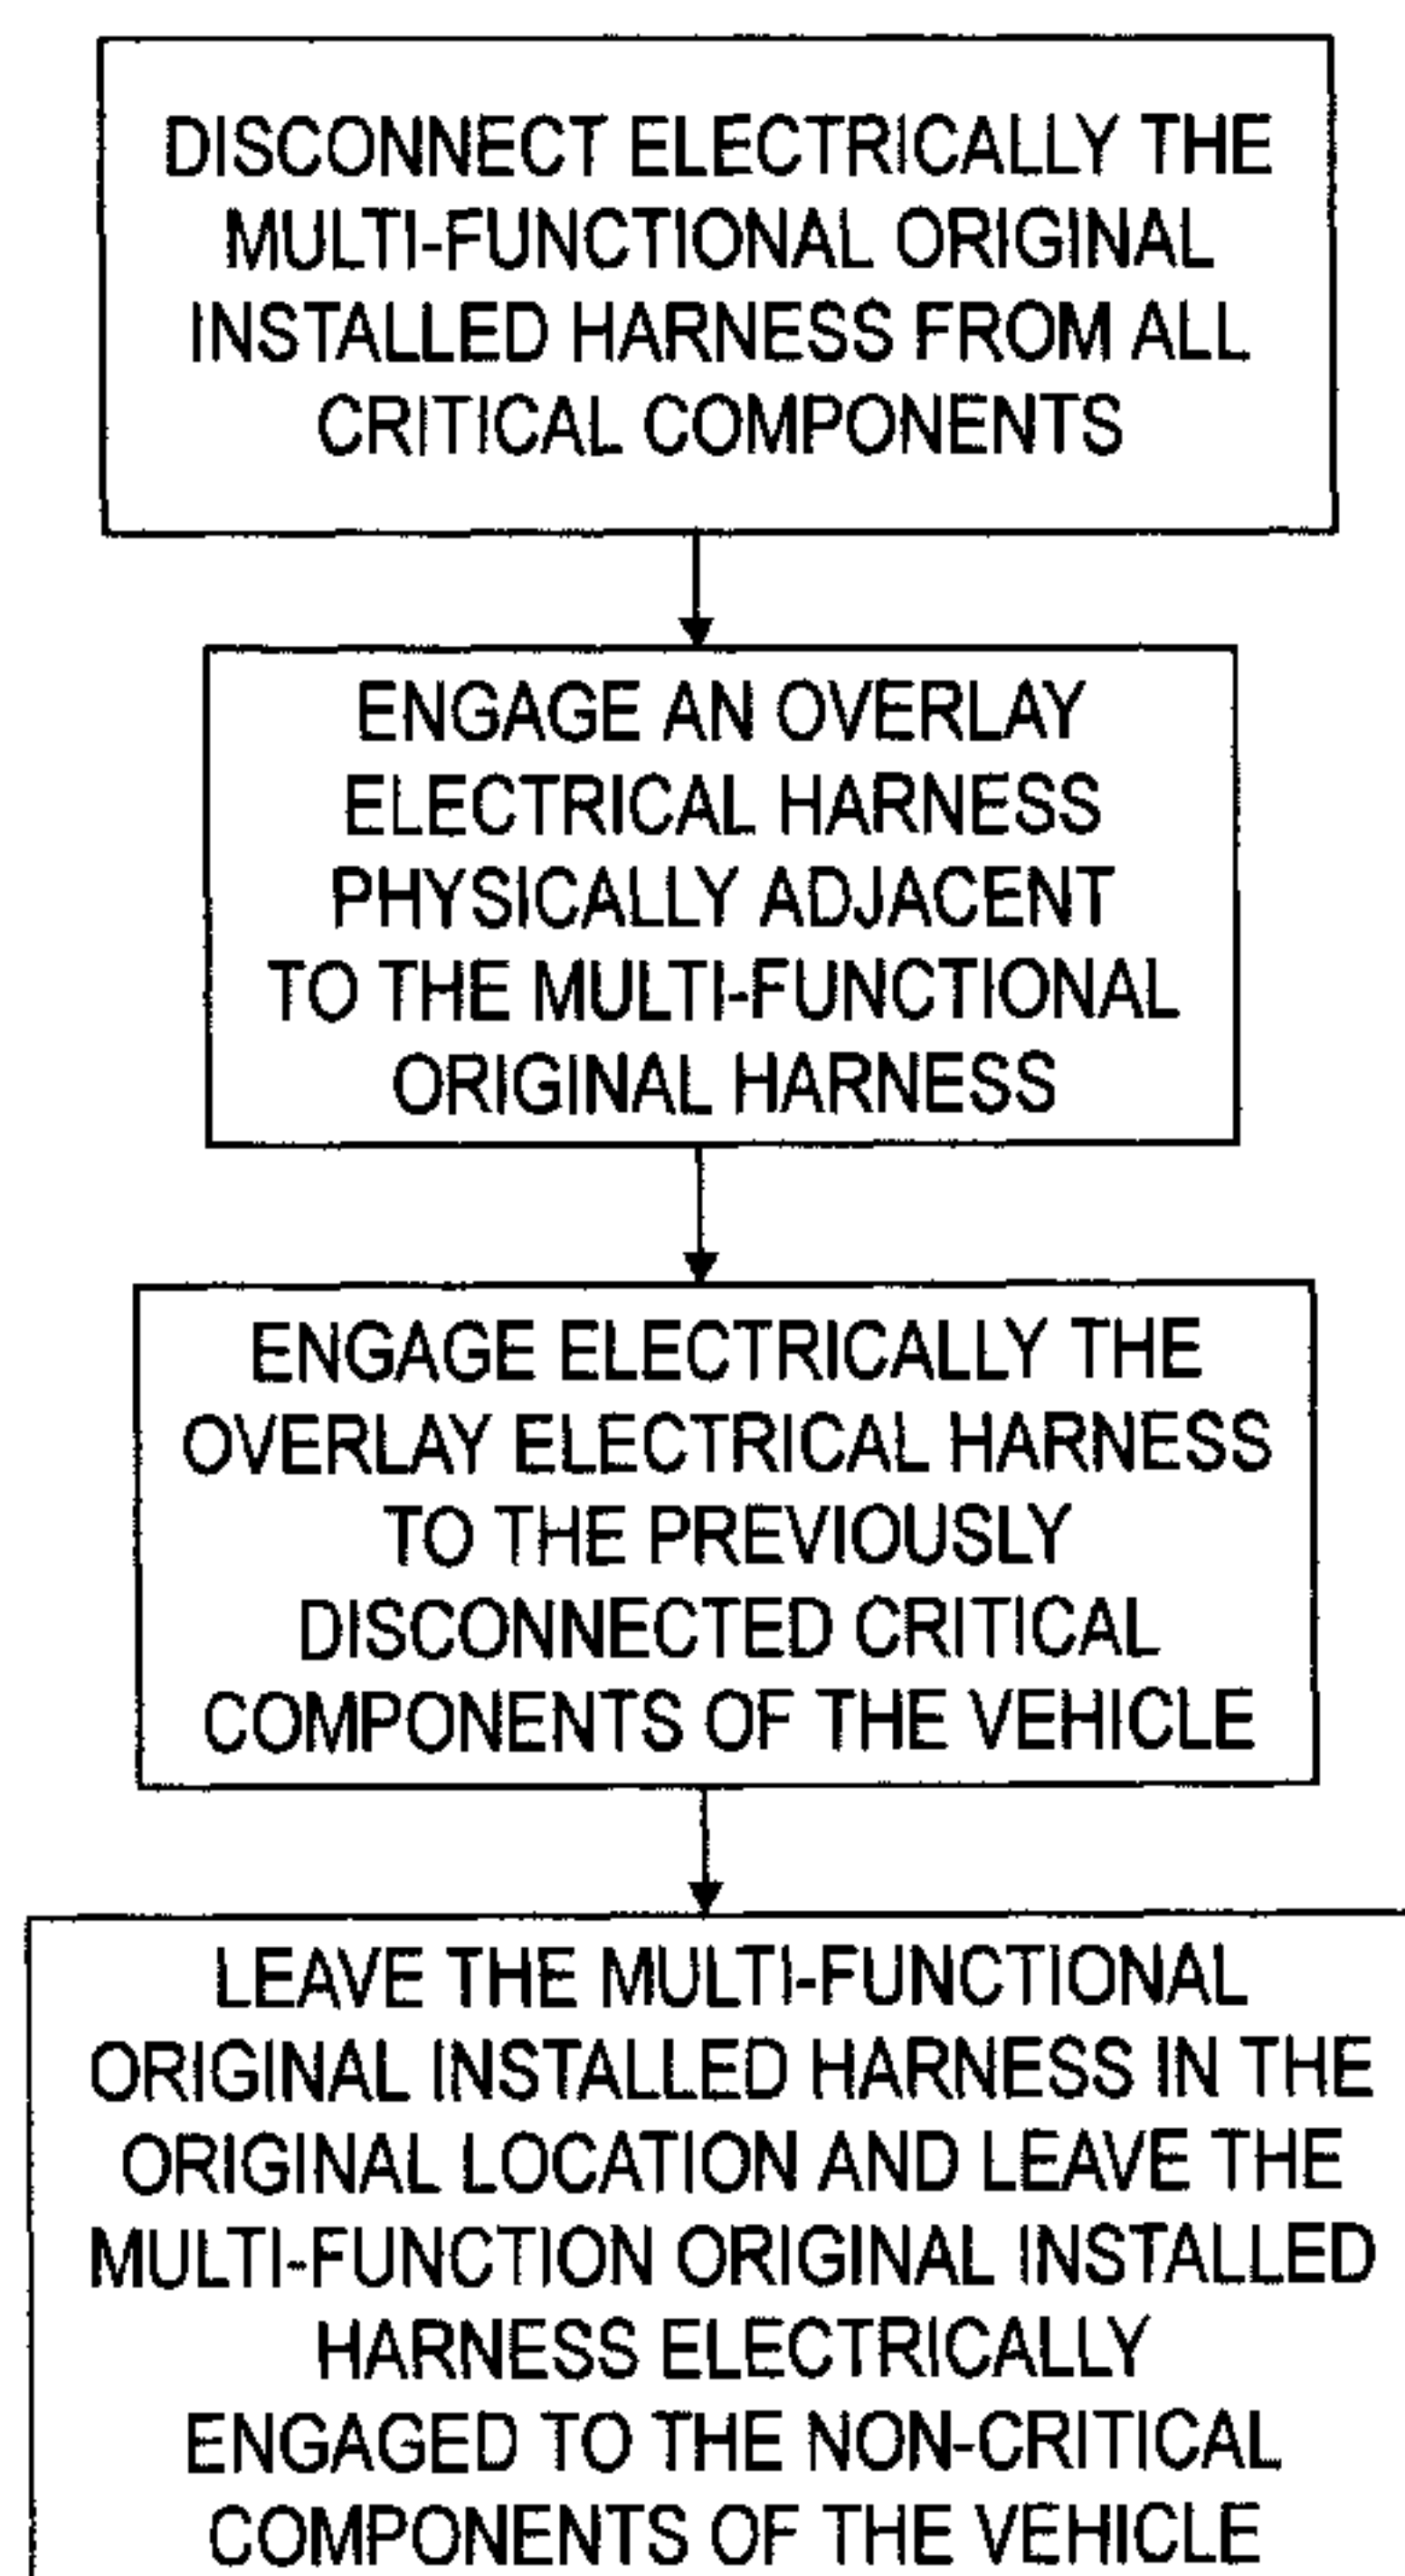 DISCONNECT ELECTRICALLY THE
MULTI-FUNCTIONAL ORIGINAL
INSTALLED HARNESS FROM ALL
CRITICAL COMPONENTS
ENGAGE AN OVERLAY
ELECTRICAL HARNESS
PHYSICALLY ADJACENT
TO THE MULTI-FUNCTIONAL
ORIGINAL HARNESS
ENGAGE ELECTRICALLY THE
OVERLAY ELECTRICAL HARNESS
TO THE PREVIOUSLY
DISCONNECTED CRITICAL
COMPONENTS OF THE VEHICLE
LEAVE THE MULTI-FUNCTIONAL
ORIGINAL INSTALLED HARNESS IN THE
ORIGINAL LOCATION AND LEAVE THE
MULTI-FUNCTION ORIGINAL INSTALLED
HARNESS ELECTRICALLY
ENGAGED TO THE NON-CRITICAL
COMPONENTS OF THE VEHICLE